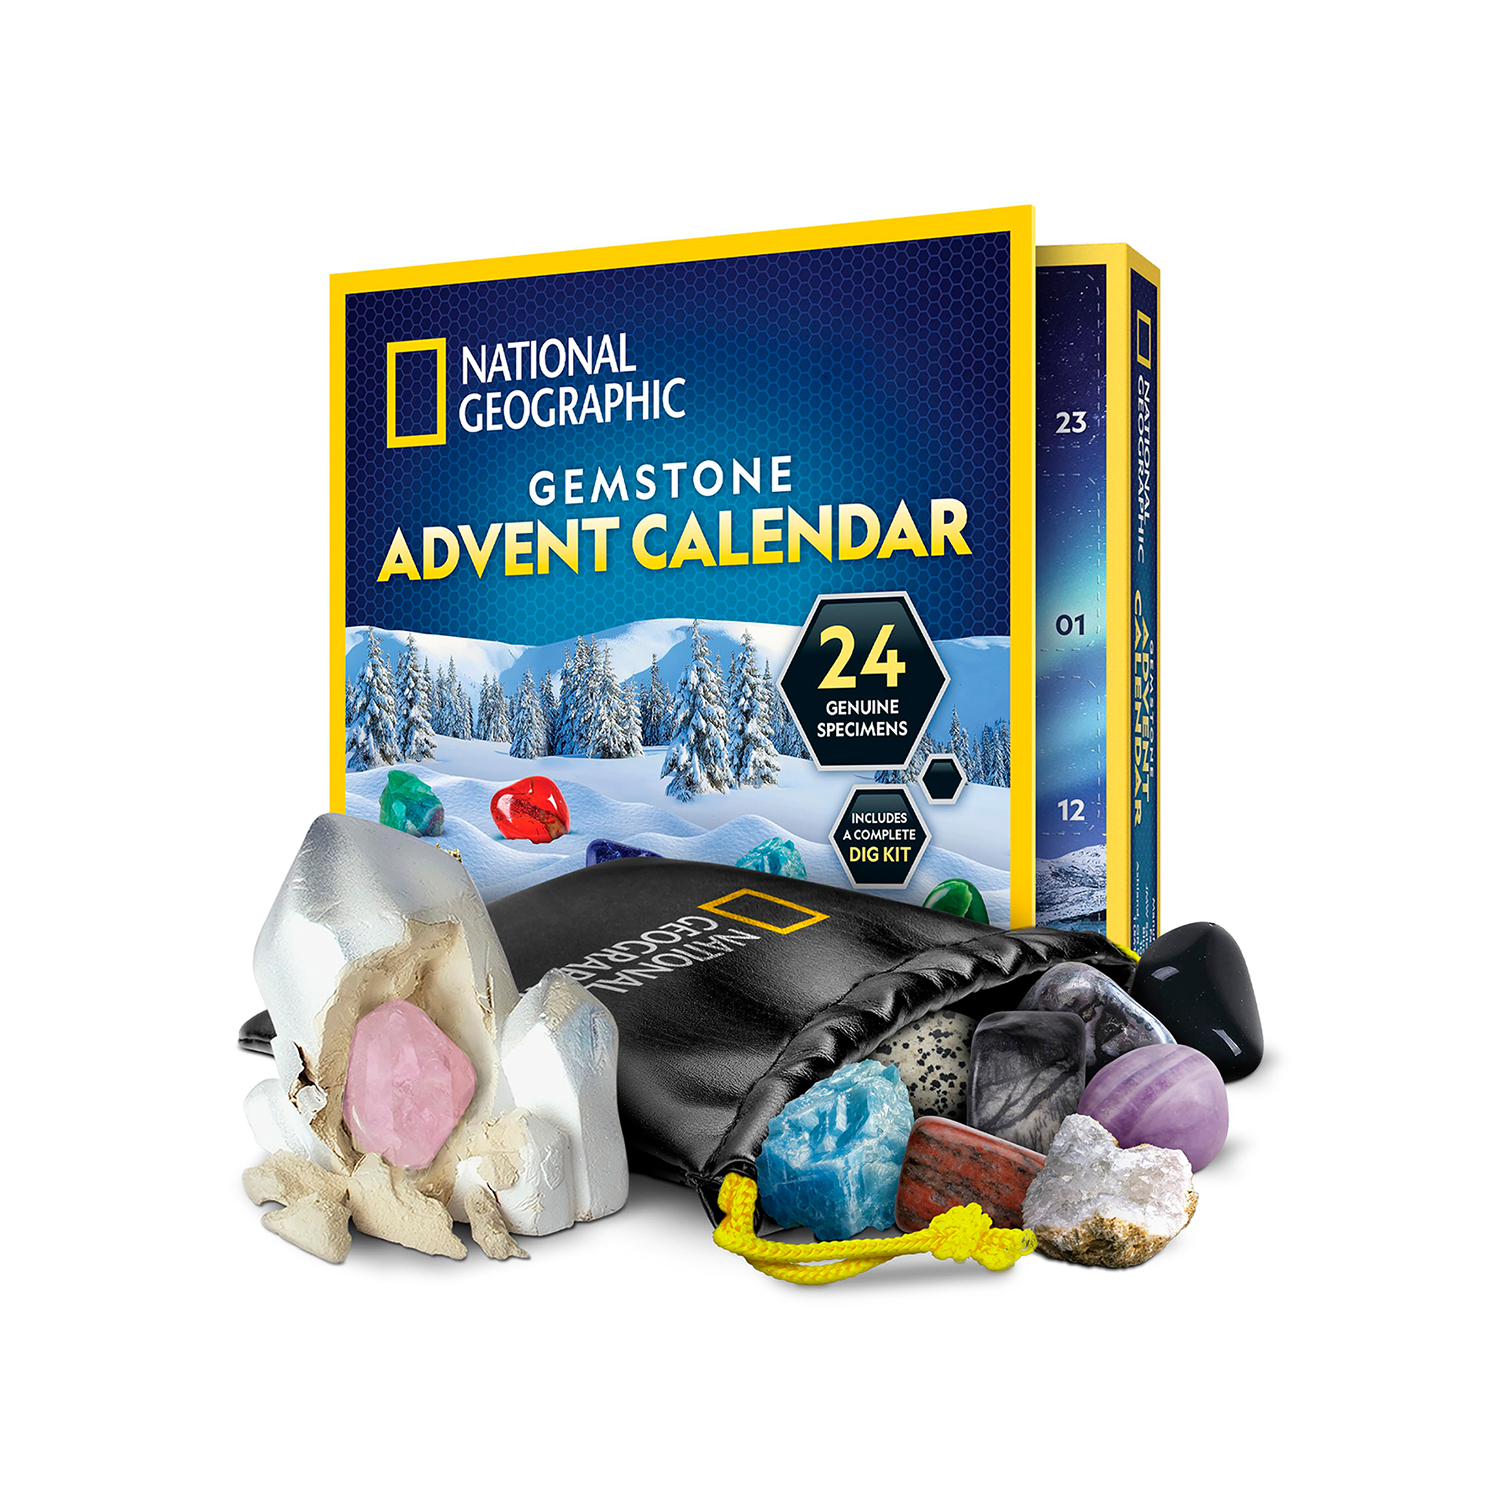 NATIONAL
GEOGRAPHIC
GEMSTONE
ADVENT CALENDAR
24
GENUINE
SPECIMENS
INCLUDES
A COMPLETE
DIG KIT
23
01
12
NATIONAL
GEOGRAPHIC
GEMSTONE
ADVENT
CALENDAR
NATIONAL